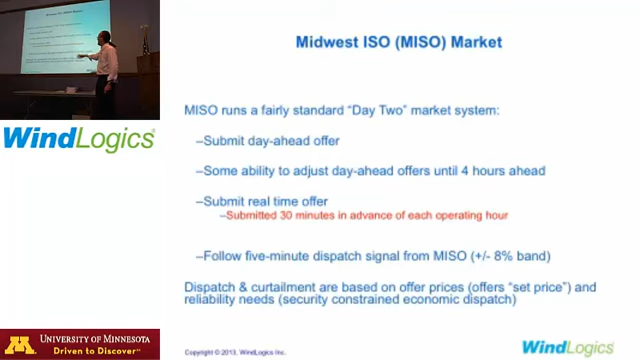 Midwest ISO (MISO) Market
MISO runs a fairly standard “Day Two” market system:
–Submit day-ahead offer
–Some ability to adjust day-ahead offers until 4 hours ahead
–Submit real time offer
–Submitted 30 minutes in advance of each operating hour
–Follow five-minute dispatch signal from MISO (+/- 8% band)
Dispatch & curtailment are based on offer prices (offers “set price”) and
reliability needs (security constrained economic dispatch)
WindLogics®
M
UNIVERSITY OF MINNESOTA
Driven to Discover℠
Copyright © 2013, WindLogics Inc.
WindLogics